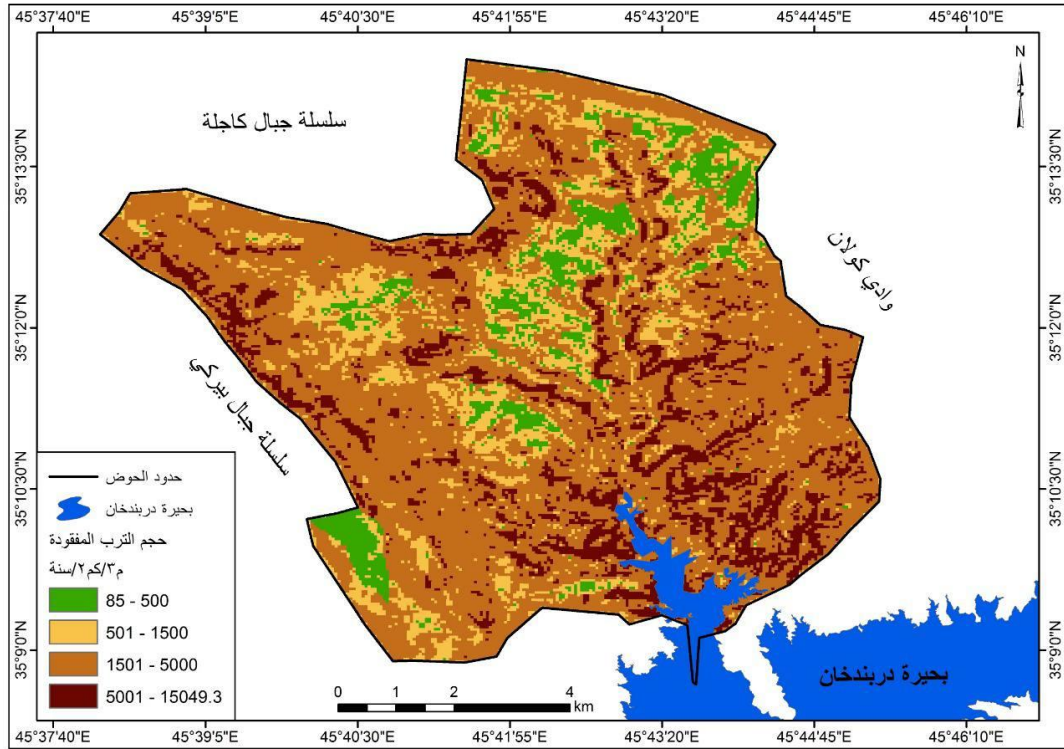 45°37'40"E 45°39'5"E 45°40'30"E 45°41'55"E 45°43'20"E 45°44'45"E 45°46'10"E
N
سلسلة جبال كاجلة
35°13'30"N 35°13'30"N
وادي كولان
35°12'0"N 35°12'0"N
سلسلة جبال بيركي
35°10'30"N 35°10'30"N
حدود الحوض
بحيرة دربندخان
حجم الترب المفقودة
م٣/كم٢/سنة
85 - 500
501 - 1500
1501 - 5000
5001 - 15049.3
35°9'0"N 35°9'0"N
بحيرة دربندخان
0 1 2 4
km
45°37'40"E 45°39'5"E 45°40'30"E 45°41'55"E 45°43'20"E 45°44'45"E 45°46'10"E